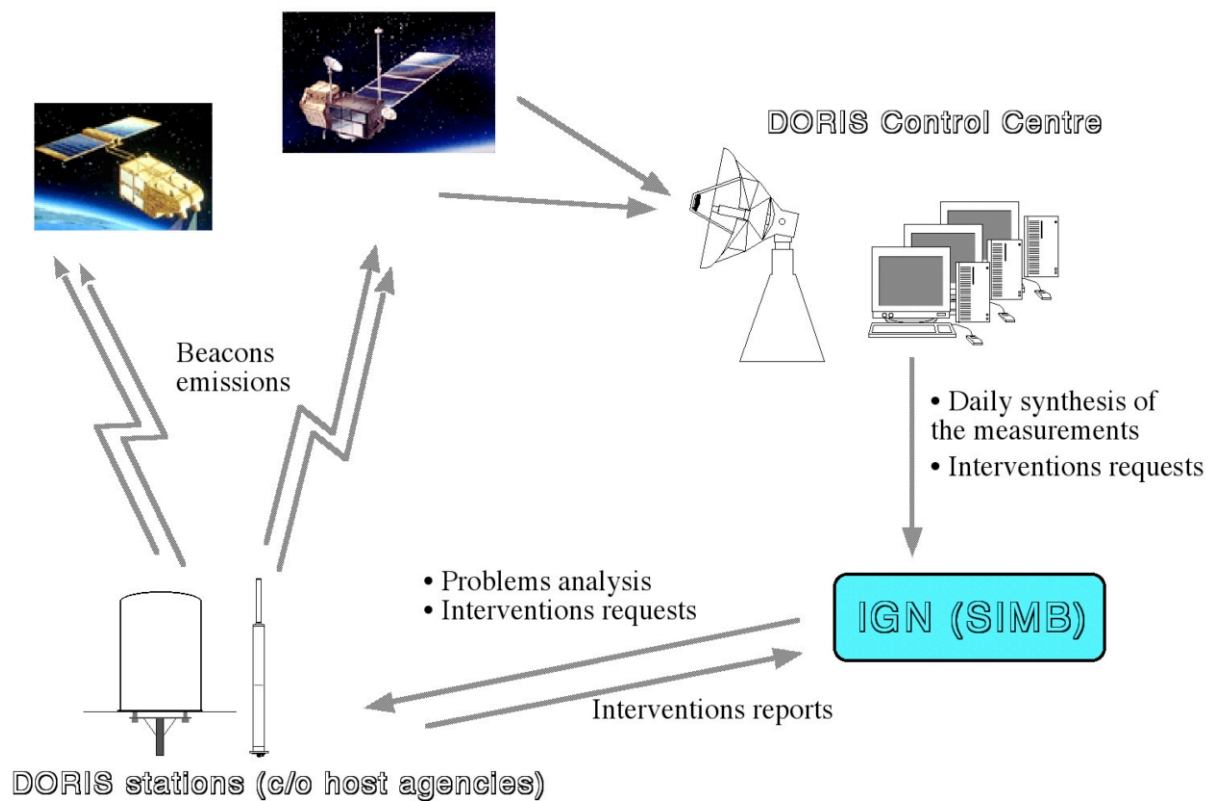 DORIS Control Centre
Beacons
emissions
• Daily synthesis of
the measurements
• Interventions requests
• Problems analysis
• Interventions requests
IGN (SIMB)
Interventions reports
DORIS stations (c/o host agencies)